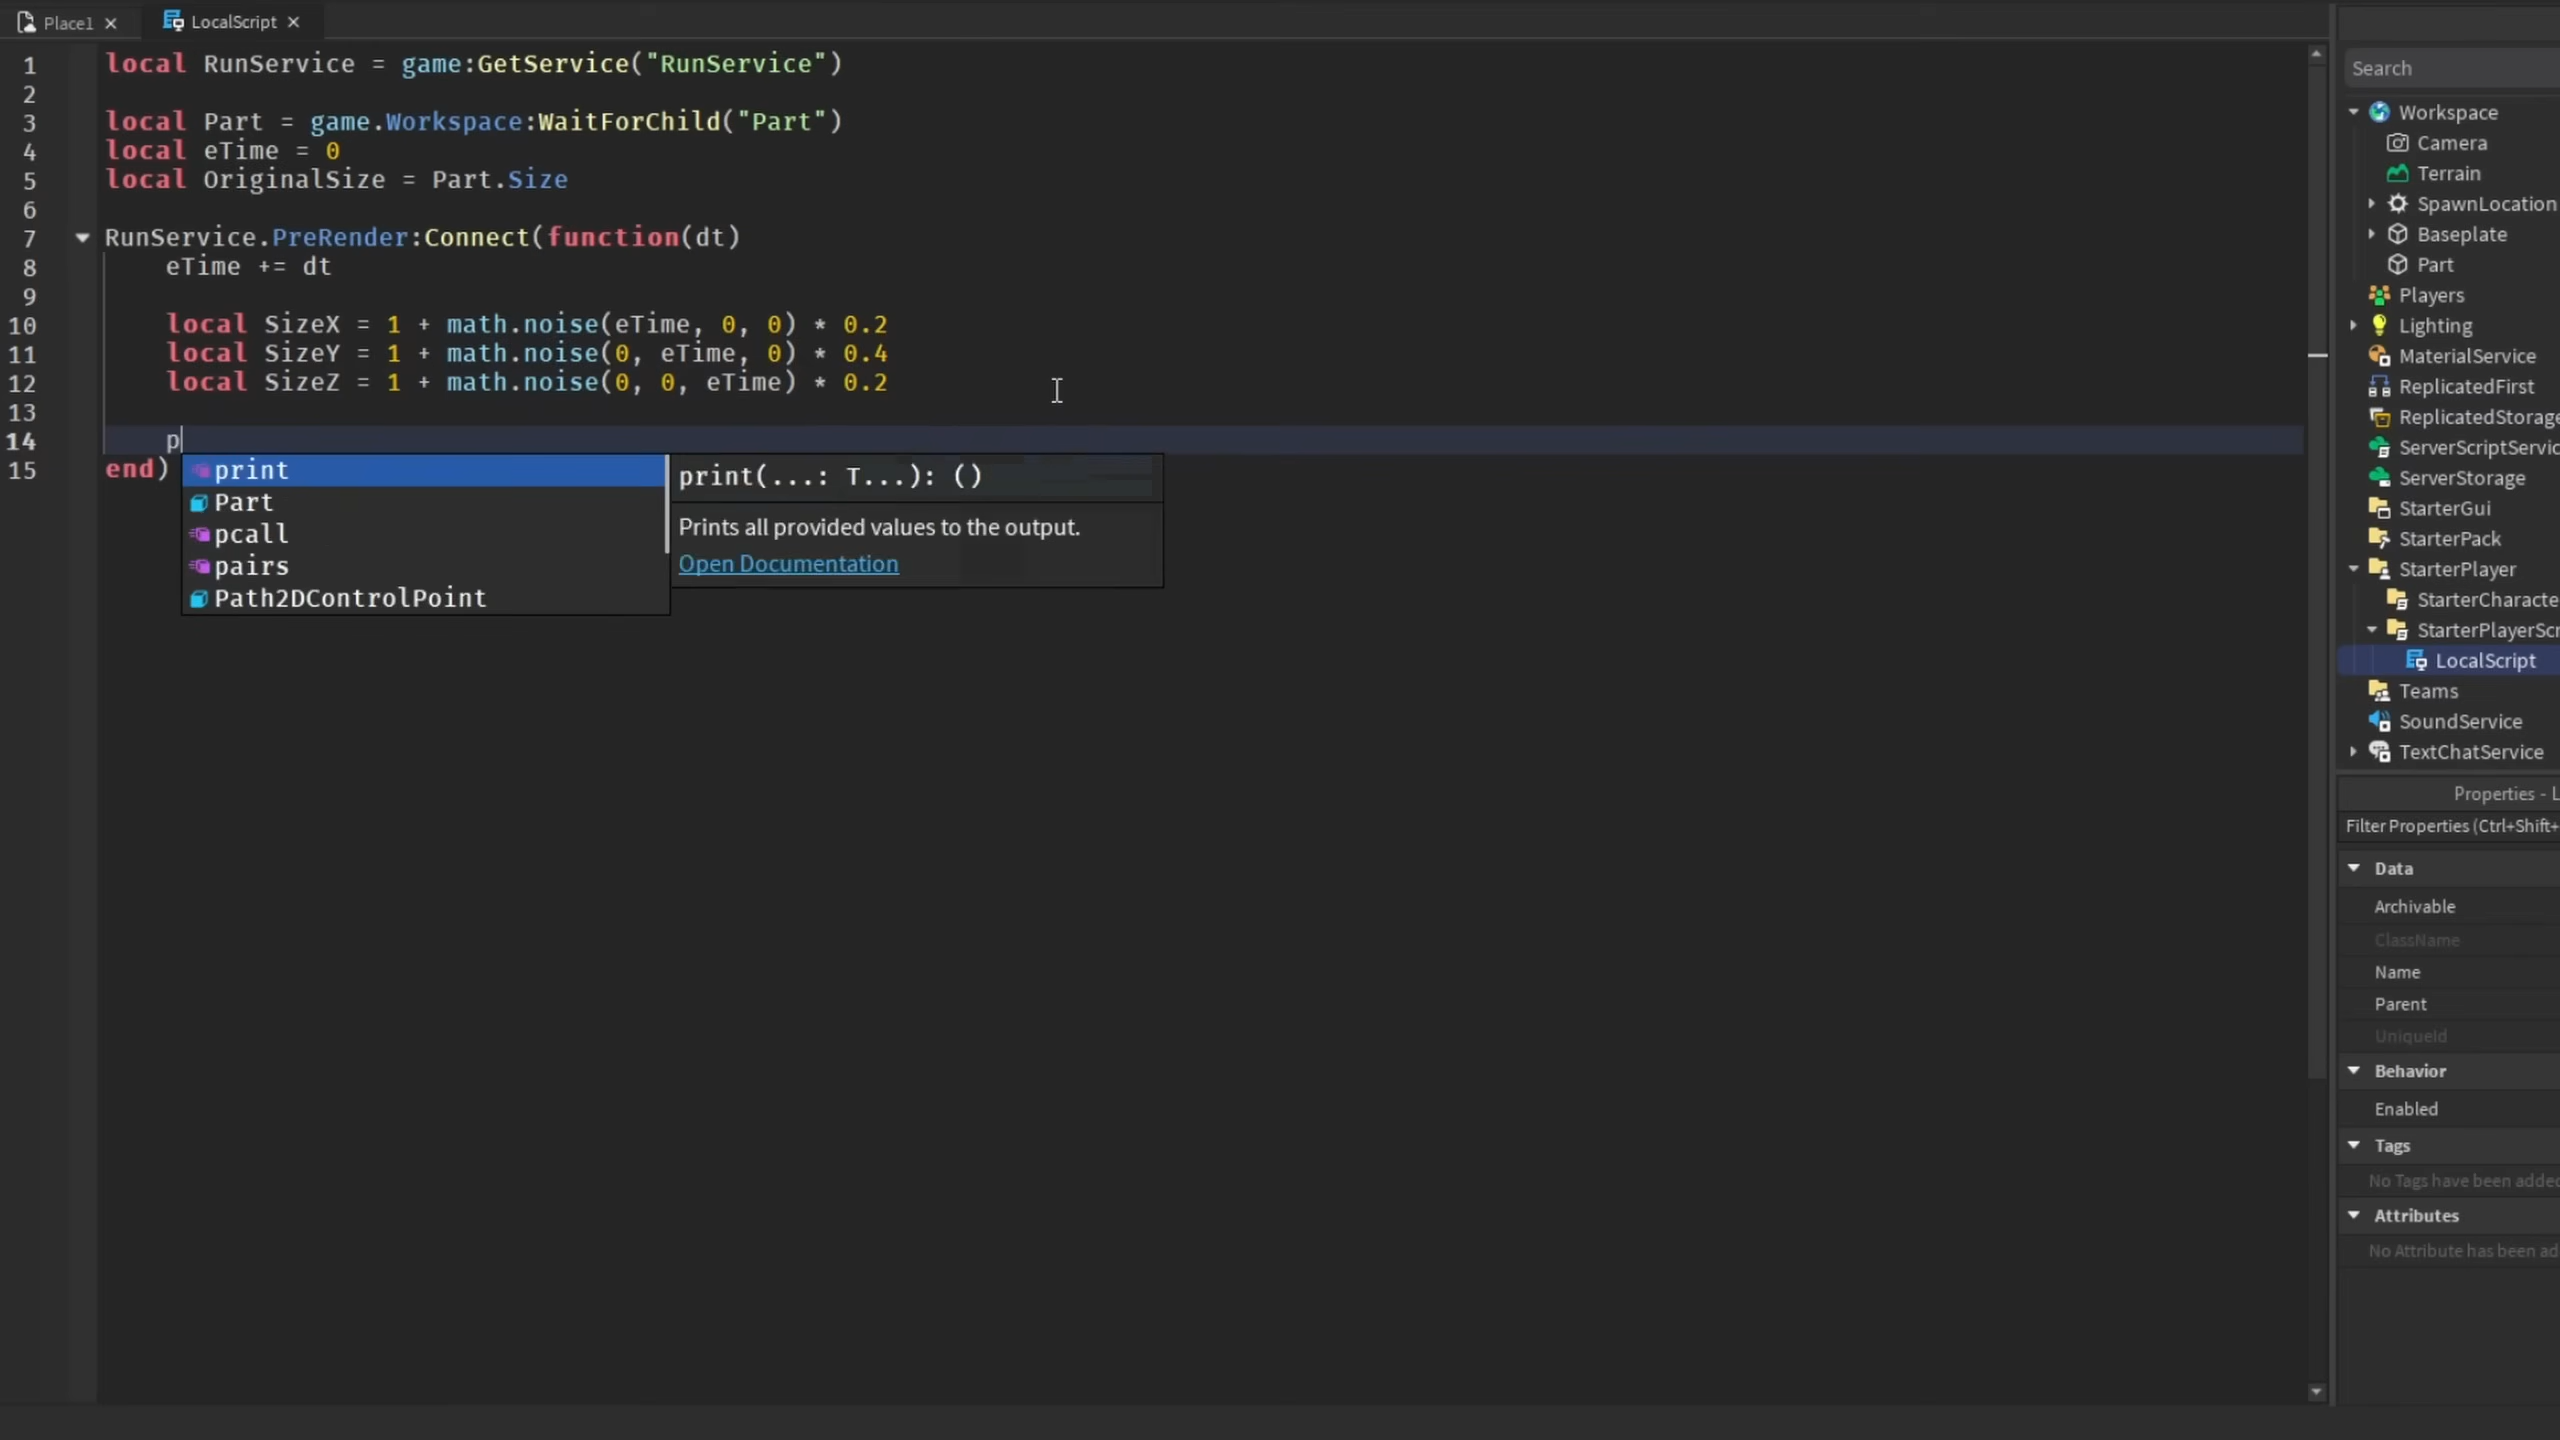 Place1
LocalScript
1 local RunService = game:GetService("RunService")
2
3 local Part = game.Workspace:WaitForChild("Part")
4 local eTime = 0
5 local OriginalSize = Part.Size
6
7 RunService.PreRender:Connect(function(dt)
8 eTime += dt
9
10 local SizeX = 1 + math.noise(eTime, 0, 0) * 0.2
11 local SizeY = 1 + math.noise(0, eTime, 0) * 0.4
12 local SizeZ = 1 + math.noise(0, 0, eTime) * 0.2
13
14 p
15 end)
print
Part
pcall
pairs
Path2DControlPoint
print(...: T...): ()
Prints all provided values to the output.
Open Documentation
Search
Workspace
Camera
Terrain
SpawnLocation
Baseplate
Part
Players
Lighting
MaterialService
ReplicatedFirst
ReplicatedStorage
ServerScriptServic
ServerStorage
StarterGui
StarterPack
StarterPlayer
StarterCharacte
StarterPlayerScr
LocalScript
Teams
SoundService
TextChatService
Properties - L
Filter Properties (Ctrl+Shift+
Data
Archivable
ClassName
Name
Parent
UniqueId
Behavior
Enabled
Tags
No Tags have been added
Attributes
No Attribute has been ad